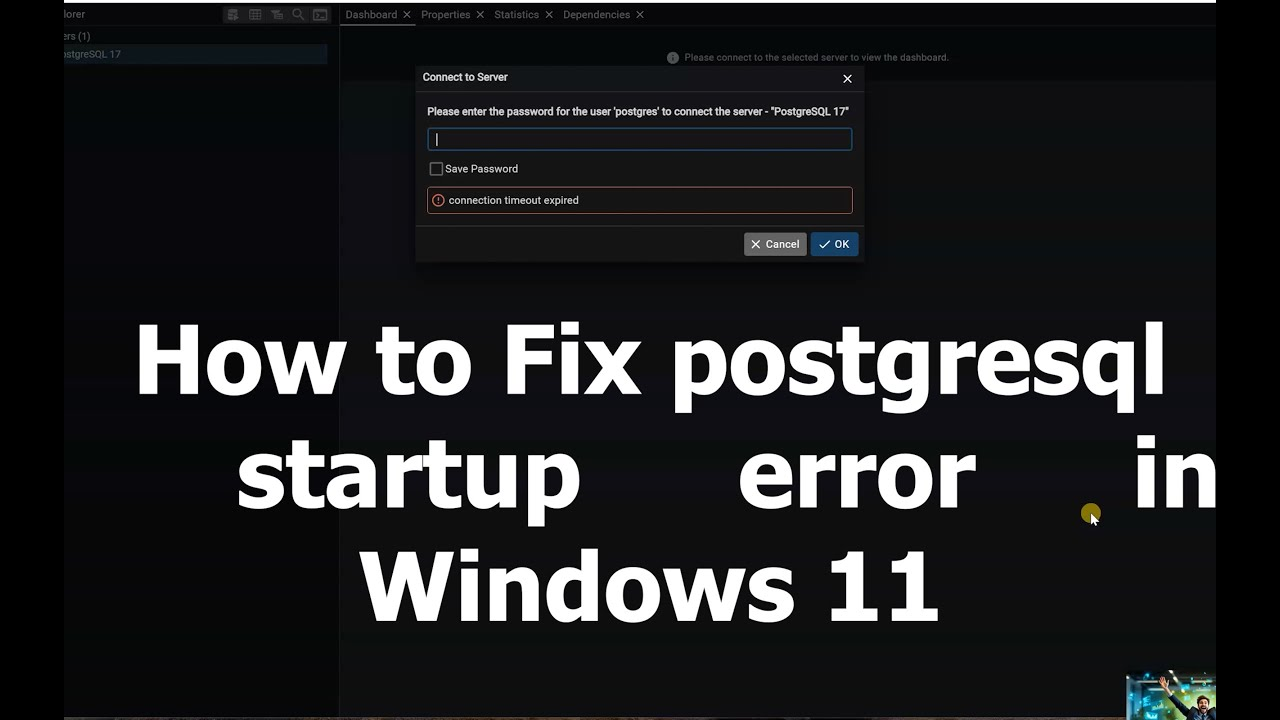 lorer
Dashboard Properties Statistics Dependencies
ers (1)
ostgreSQL 17
Please connect to the selected server to view the dashboard.
Connect to Server
Please enter the password for the user 'postgres' to connect the server - "PostgreSQL 17"
Save Password
connection timeout expired
Cancel OK
How to Fix postgresql
startup error in
Windows 11